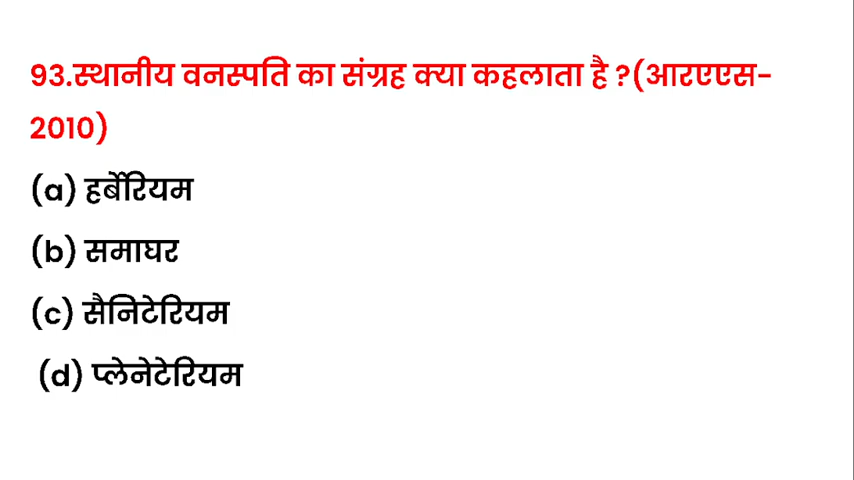 93.स्थानीय वनस्पति का संग्रह क्या कहलाता है ?(आरएएस-
2010)
(a) हर्बेरियम
(b) समाघर
(c) सैनिटेरियम
(d) प्लेनेटेरियम